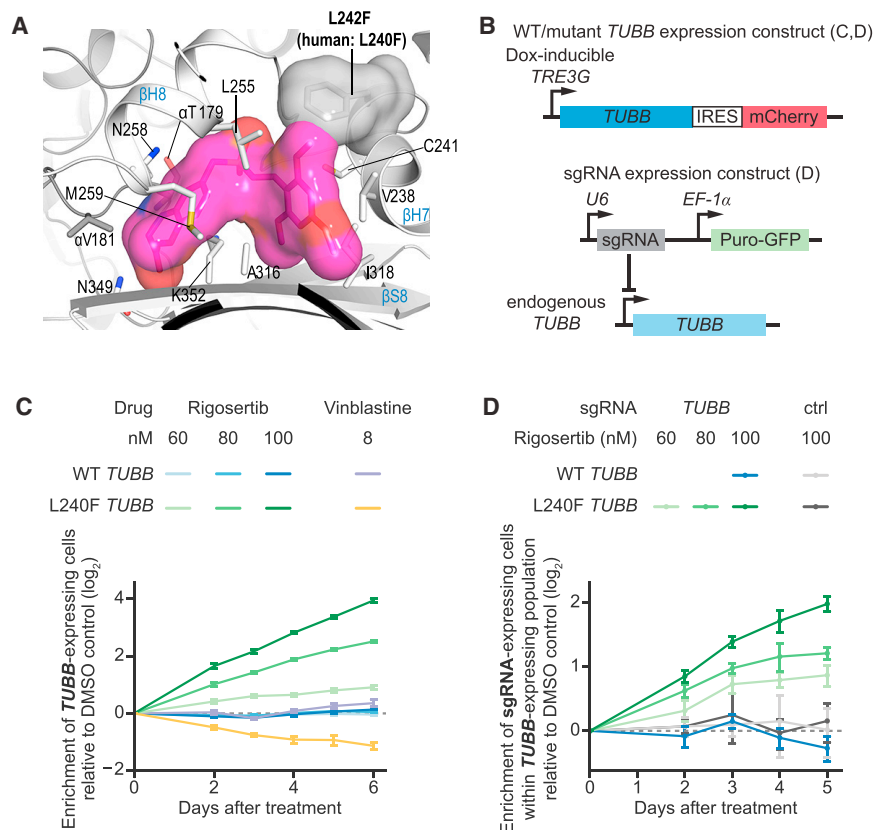 A
L242F
(human: L240F)
βH8
αT179
L255
N258
C241
M259
V238
βH7
αV181
A316
I318
N349
K352
βS8
B
WT/mutant TUBB expression construct (C,D)
Dox-inducible
TRE3G
TUBB IRES mCherry
sgRNA expression construct (D)
U6 EF-1α
sgRNA Puro-GFP
endogenous
TUBB
TUBB
C
Drug Rigosertib Vinblastine
nM 60 80 100 8
WT TUBB
L240F TUBB
Enrichment of TUBB-expressing cells
relative to DMSO control (log2)
4
2
0
−2
0 2 4 6
Days after treatment
D
sgRNA TUBB ctrl
Rigosertib (nM) 60 80 100 100
WT TUBB
L240F TUBB
Enrichment of sgRNA-expressing cells
within TUBB-expressing population
relative to DMSO control (log2)
2
1
0
0 1 2 3 4 5
Days after treatment